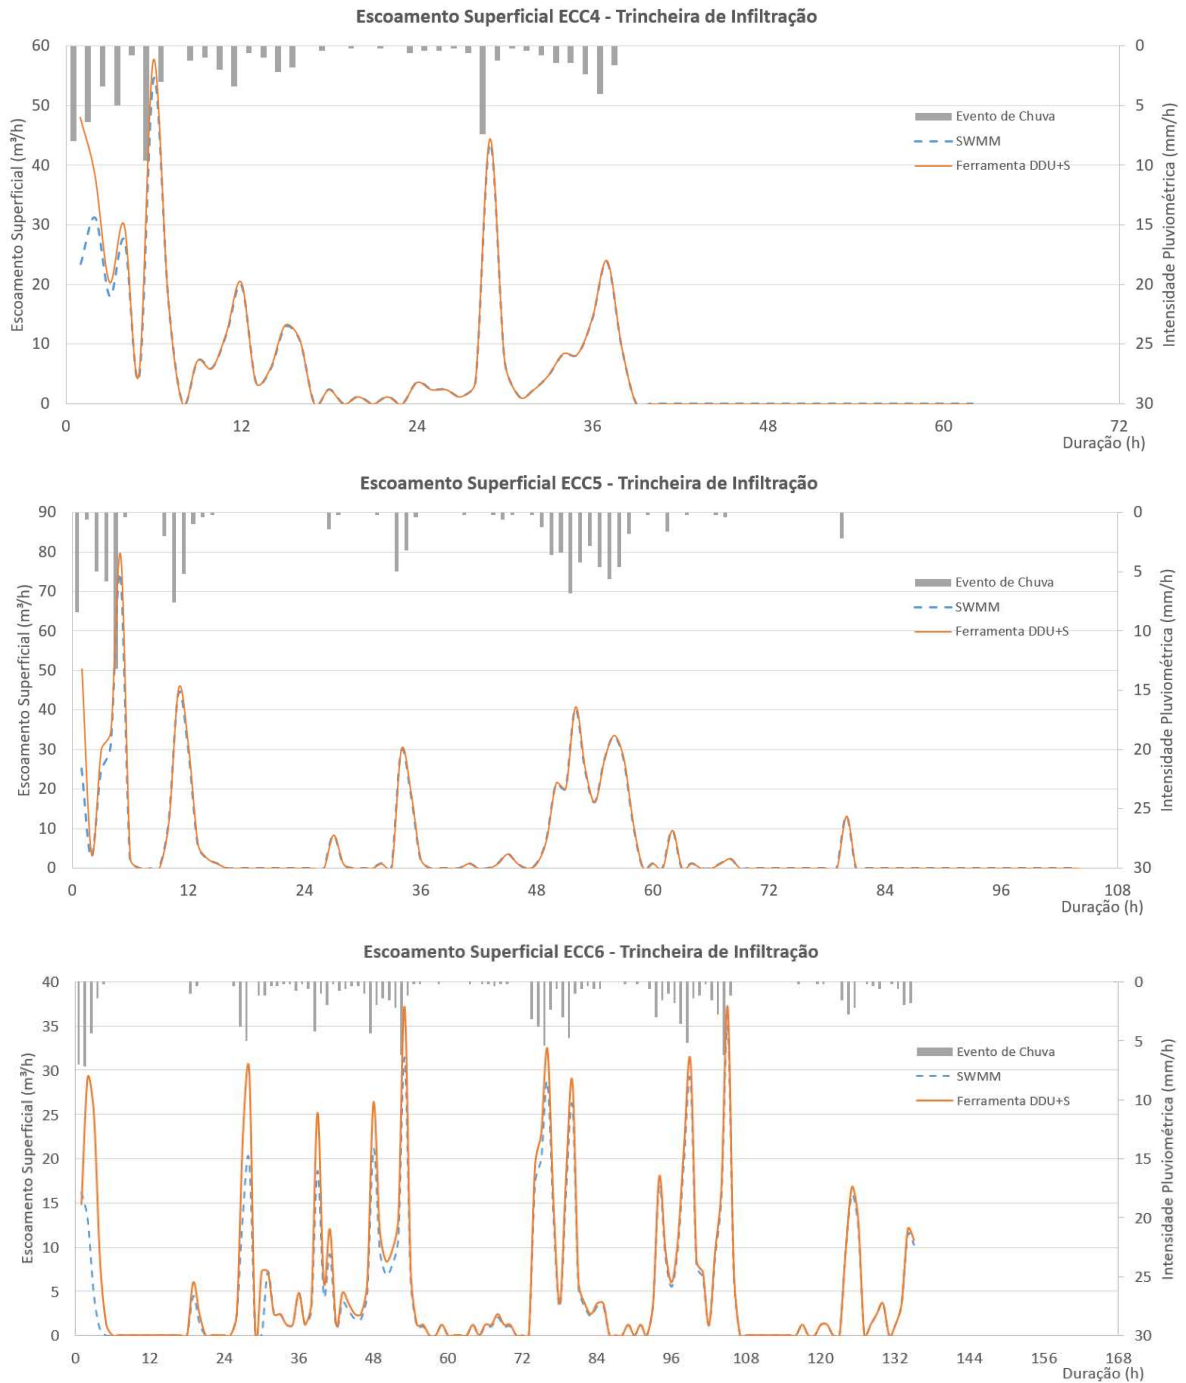 Escoamento Superficial ECC4 - Trincheira de Infiltração
Escoamento Superficial (m³/h)
60
50
40
30
20
10
0
0
5
10
15
20
25
30
Intensidade Pluviométrica (mm/h)
Evento de Chuva
SWMM
Ferramenta DDU+S
0 12 24 36 48 60 72
Duração (h)
Escoamento Superficial ECC5 - Trincheira de Infiltração
Escoamento Superficial (m³/h)
90
80
70
60
50
40
30
20
10
0
0
5
10
15
20
25
30
Intensidade Pluviométrica (mm/h)
Evento de Chuva
SWMM
Ferramenta DDU+S
0 12 24 36 48 60 72 84 96 108
Duração (h)
Escoamento Superficial ECC6 - Trincheira de Infiltração
Escoamento Superficial (m³/h)
40
35
30
25
20
15
10
5
0
0
5
10
15
20
25
30
Intensidade Pluviométrica (mm/h)
Evento de Chuva
SWMM
Ferramenta DDU+S
0 12 24 36 48 60 72 84 96 108 120 132 144 156 168
Duração (h)